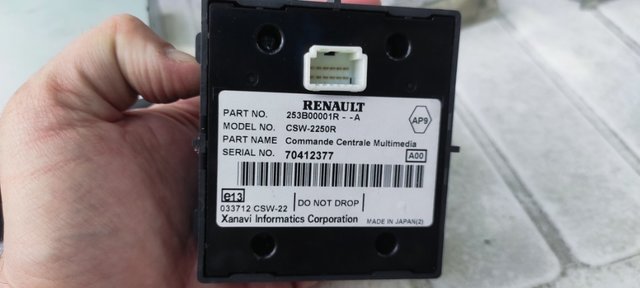 RENAULT
PART NO. 253B00001R - -A
MODEL NO. CSW-2250R
PART NAME Commande Centrale Multimedia
SERIAL NO. 70412377
AP9
A00
e13
033712 CSW-22
DO NOT DROP
Xanavi Informatics Corporation
MADE IN JAPAN(2)